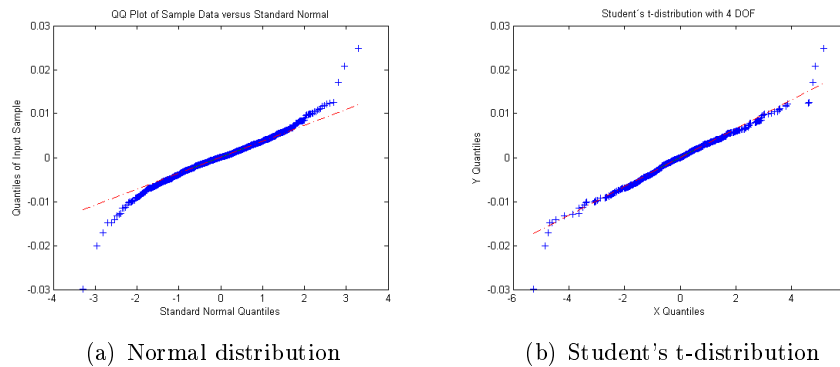 QQ Plot of Sample Data versus Standard Normal
0.03
0.02
0.01
0
-0.01
-0.02
-0.03
Quantiles of Input Sample
-4 -3 -2 -1 0 1 2 3 4
Standard Normal Quantiles
(a) Normal distribution
Student´s t-distribution with 4 DOF
0.03
0.02
0.01
0
-0.01
-0.02
-0.03
Y Quantiles
-6 -4 -2 0 2 4
X Quantiles
(b) Student's t-distribution